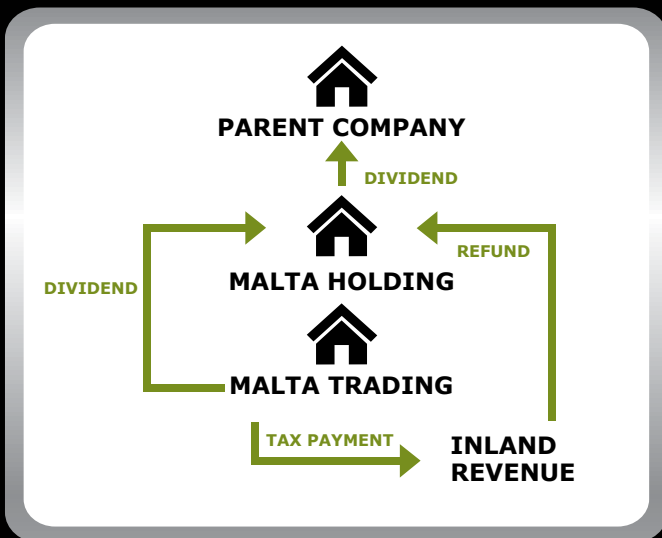 PARENT COMPANY
DIVIDEND
REFUND
MALTA HOLDING
DIVIDEND
MALTA TRADING
TAX PAYMENT
INLAND
REVENUE